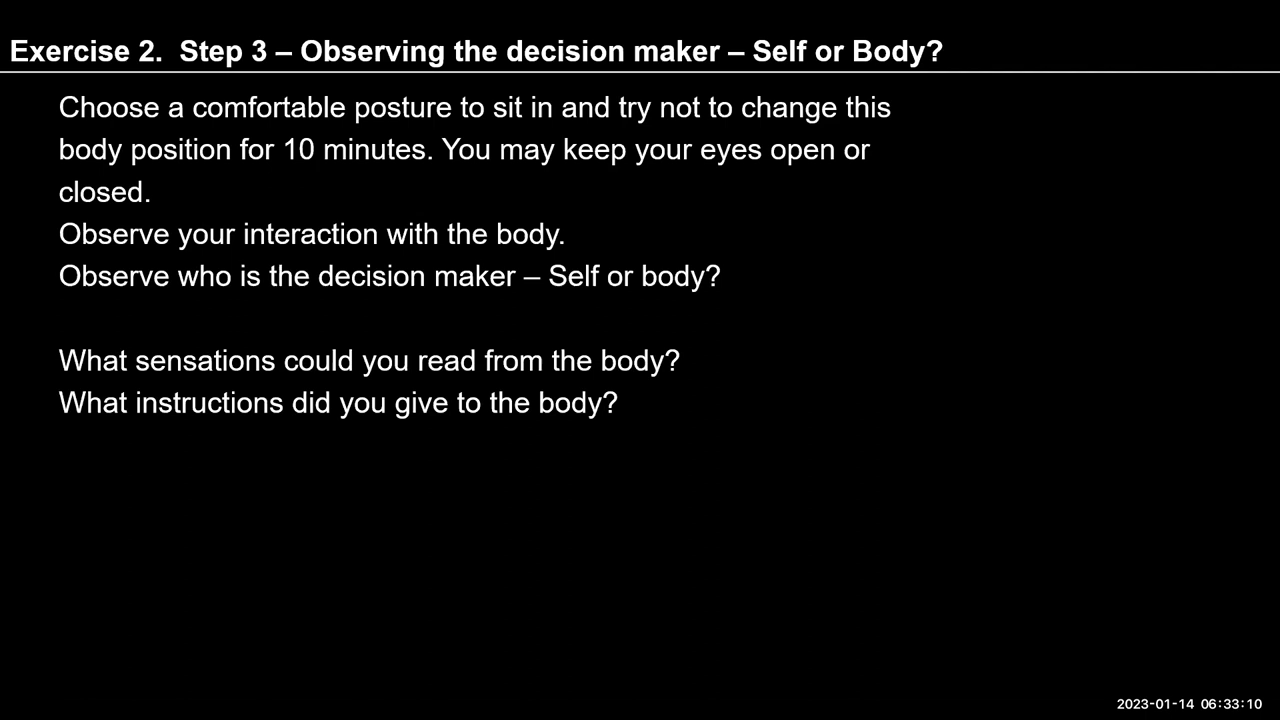 Exercise 2.  Step 3 – Observing the decision maker – Self or Body?
Choose a comfortable posture to sit in and try not to change this
body position for 10 minutes. You may keep your eyes open or
closed.
Observe your interaction with the body.
Observe who is the decision maker – Self or body?
What sensations could you read from the body?
What instructions did you give to the body?
2023-01-14 06:33:10